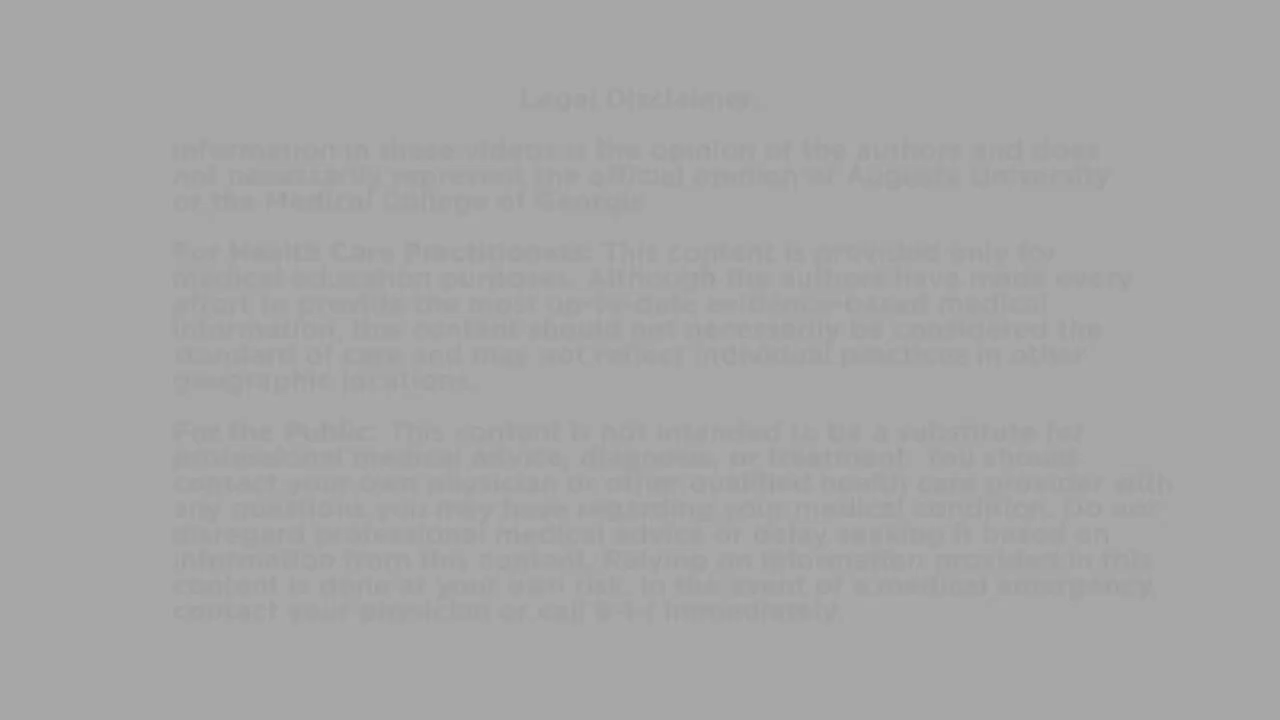 Legal Disclaimer.
Information in these videos is the opinion of the authors and does
not necessarily represent the official opinion of Augusta University
or the Medical College of Georgia
For Health Care Practitioners: This content is provided only for
medical education purposes. Although the authors have made every
effort to provide the most up-to-date evidence-based medical
information, the content should not necessarily be considered the
standard of care and may not reflect individual practices in other
geographic locations.
For the Public: This content is not intended to be a substitute for
professional medical advice, diagnosis, or treatment. You should
contact your own physician or other qualified health care provider with
any questions you may have regarding your medical condition. Do not
disregard professional medical advice or delay seeking it based on
information from this content. Relying on information provided in this
content is done at your own risk. In the event of a medical emergency,
contact your physician or call 9-1-1 immediately.